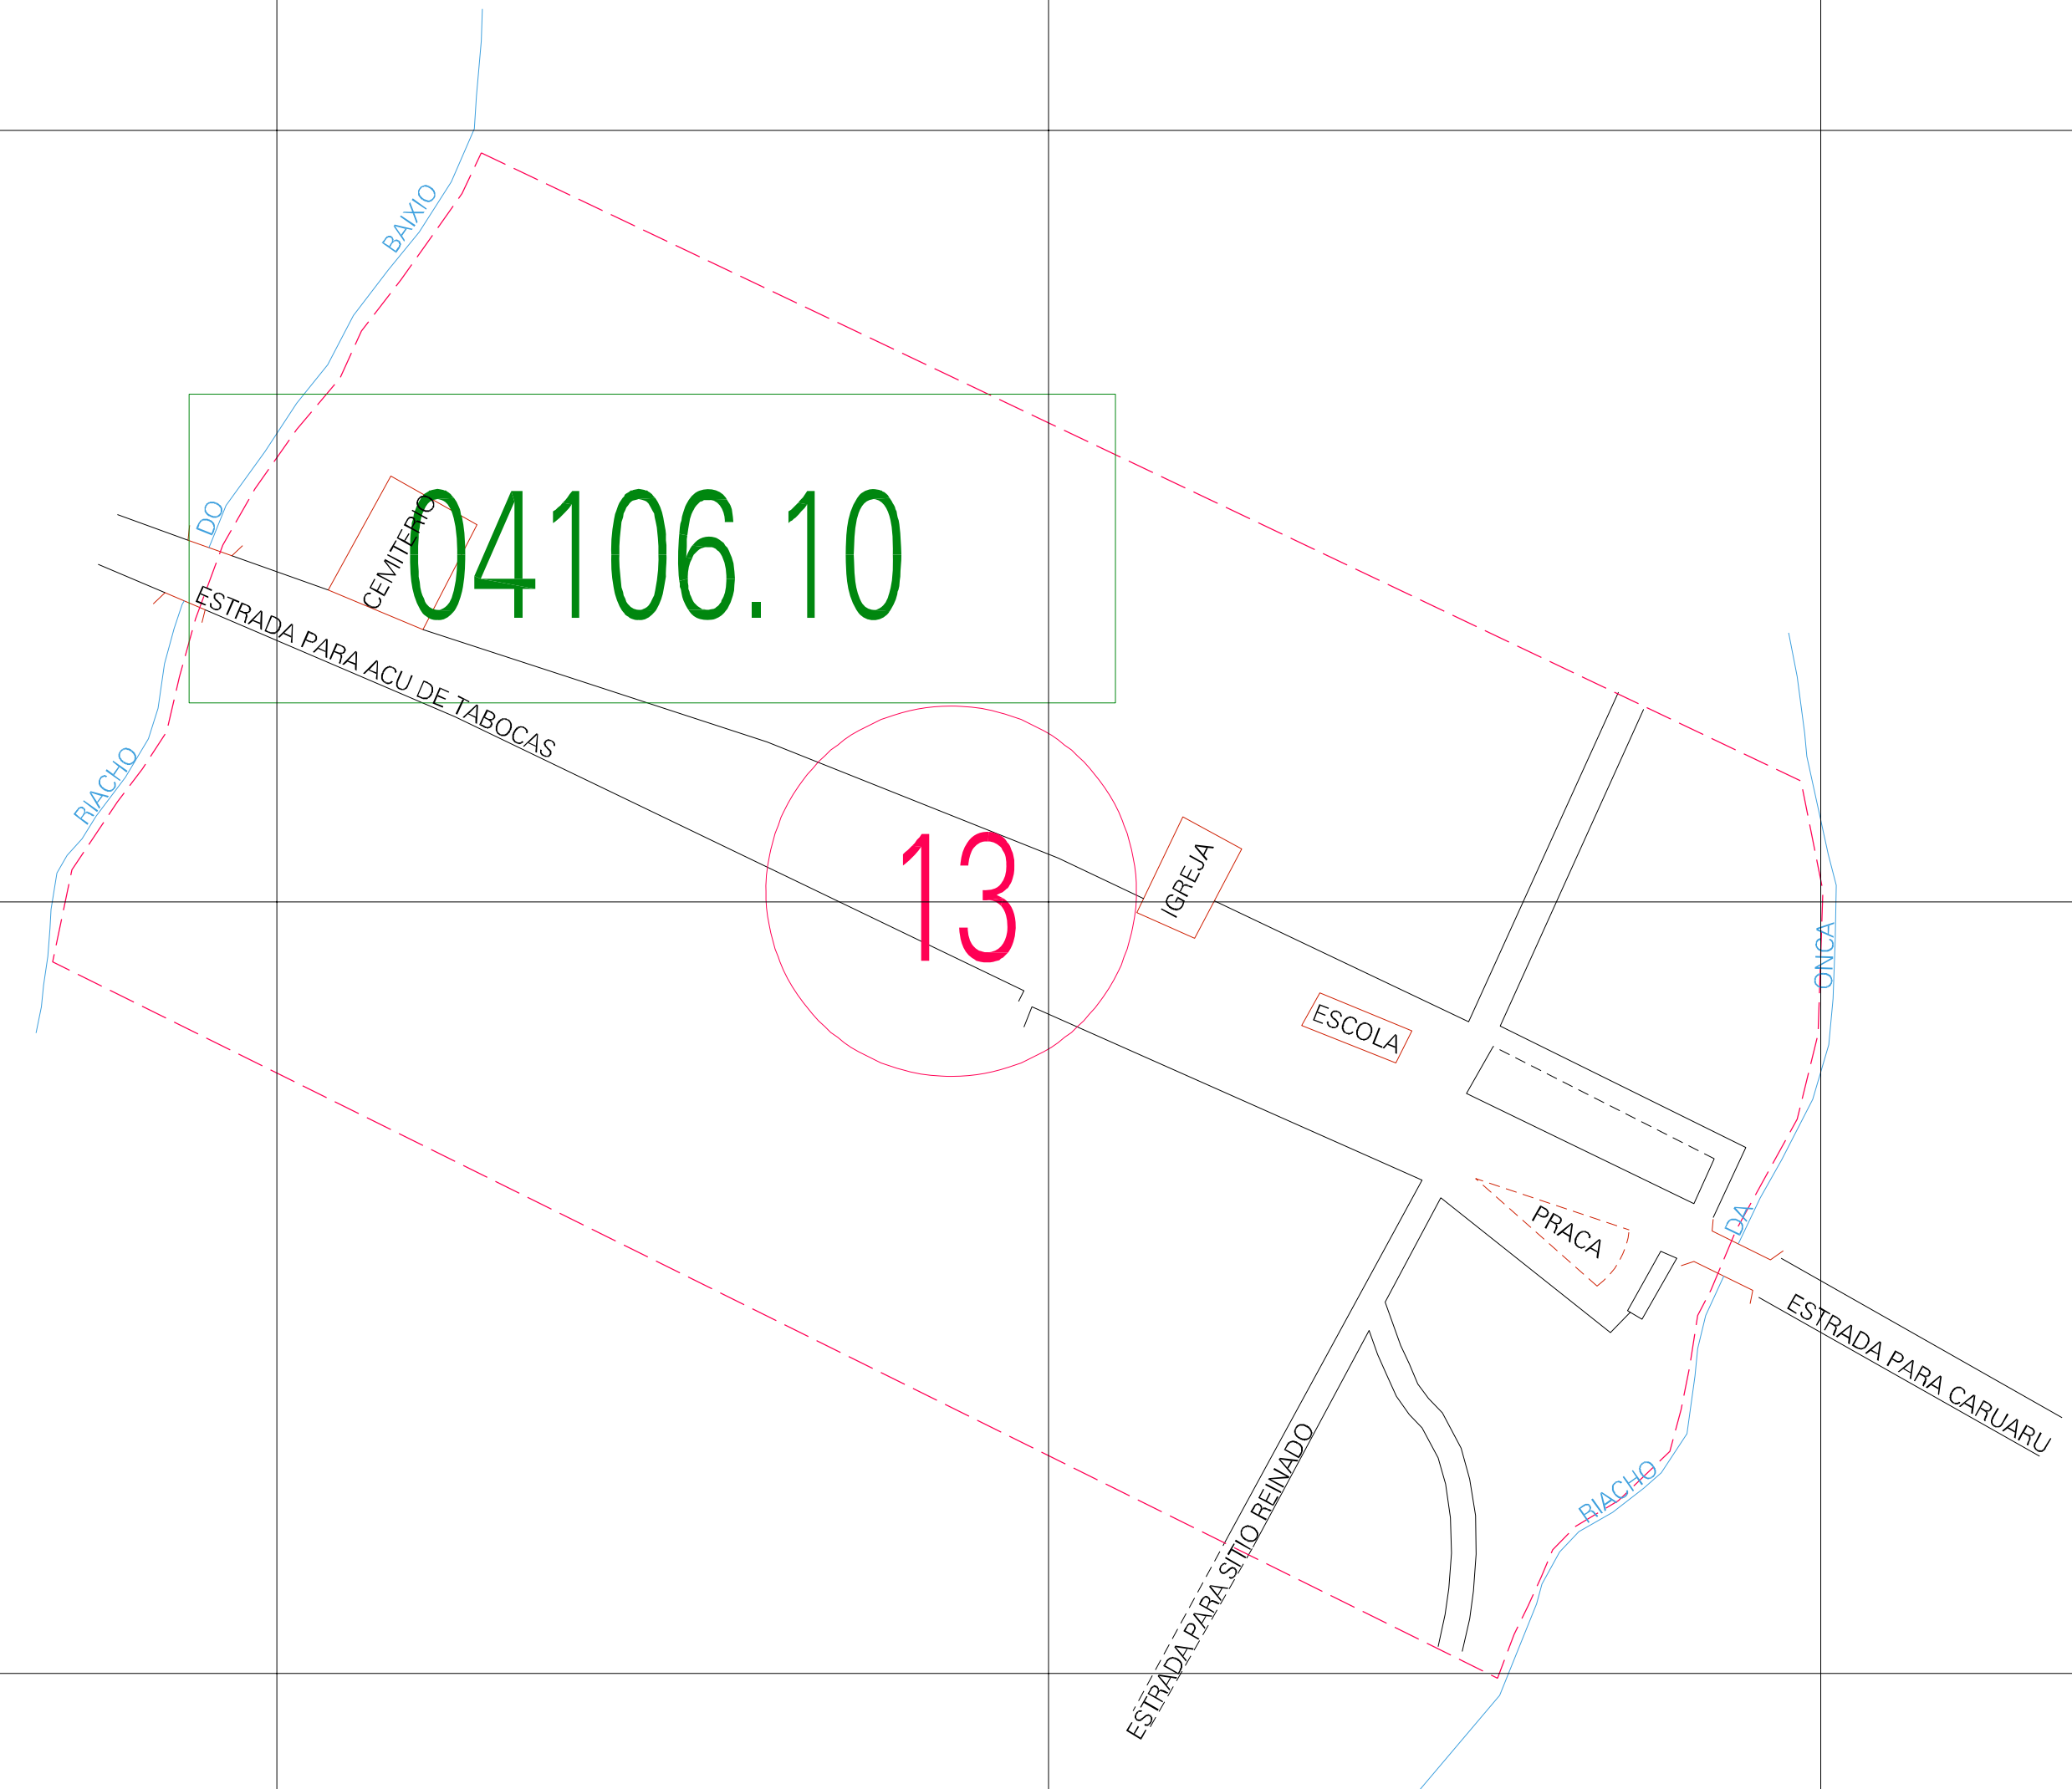 BAIXIO
DO
RIACHO
04106.10
CEMITERIO
ESTRADA PARA ACU DE TABOCAS
13
IGREJA
ESCOLA
ONCA
DA
RIACHO
PRACA
ESTRADA PARA CARUARU
ESTRADA PARA SITIO REINADO